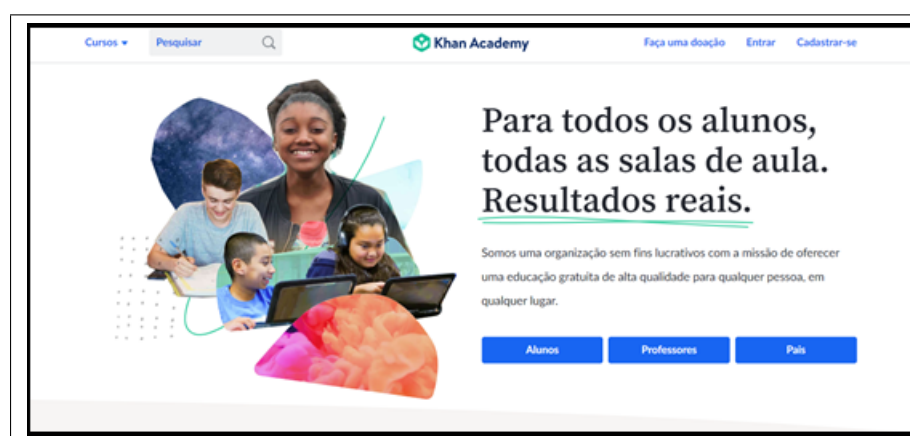 Cursos
Pesquisar
Khan Academy
Faça uma doação
Entrar
Cadastrar-se
Para todos os alunos,
todas as salas de aula.
Resultados reais.
Somos uma organização sem fins lucrativos com a missão de oferecer
uma educação gratuita de alta qualidade para qualquer pessoa, em
qualquer lugar.
Alunos
Professores
Pais